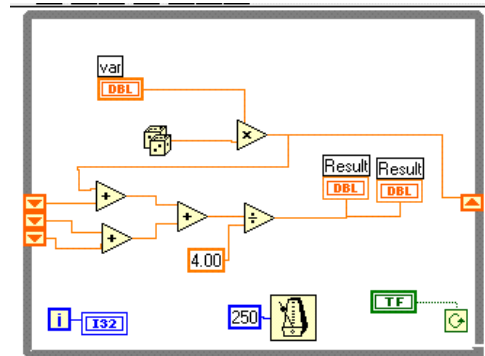 var
DBL
Result Result
DBL DBL
4.00
i I32
250
TF